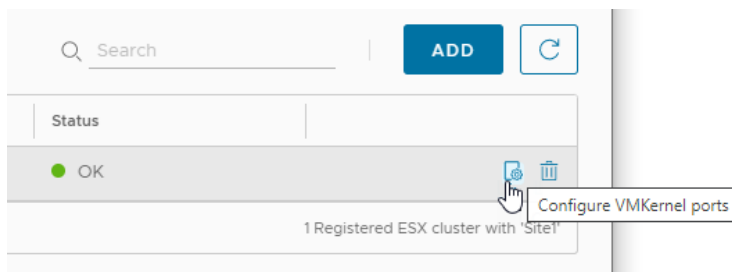 Search
ADD
Status
OK
Configure VMKernel ports
1 Registered ESX cluster with 'Site1'